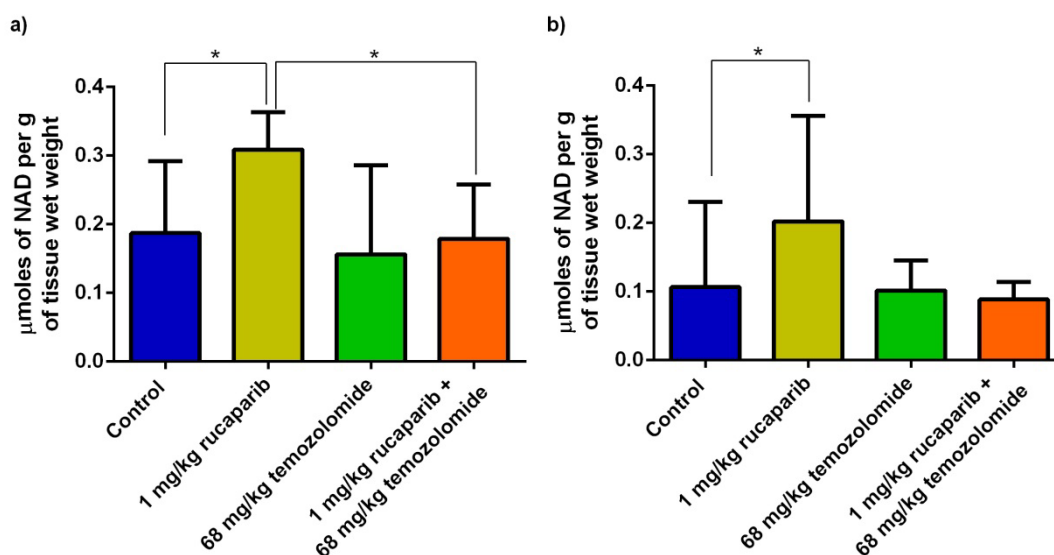 a)
*
*
μmoles of NAD per g
of tissue wet weight
0.4
0.3
0.2
0.1
0.0
Control
1 mg/kg rucaparib
68 mg/kg temozolomide
1 mg/kg rucaparib +
68 mg/kg temozolomide
b)
*
μmoles of NAD per g
of tissue wet weight
0.4
0.3
0.2
0.1
0.0
Control
1 mg/kg rucaparib
68 mg/kg temozolomide
1 mg/kg rucaparib +
68 mg/kg temozolomide